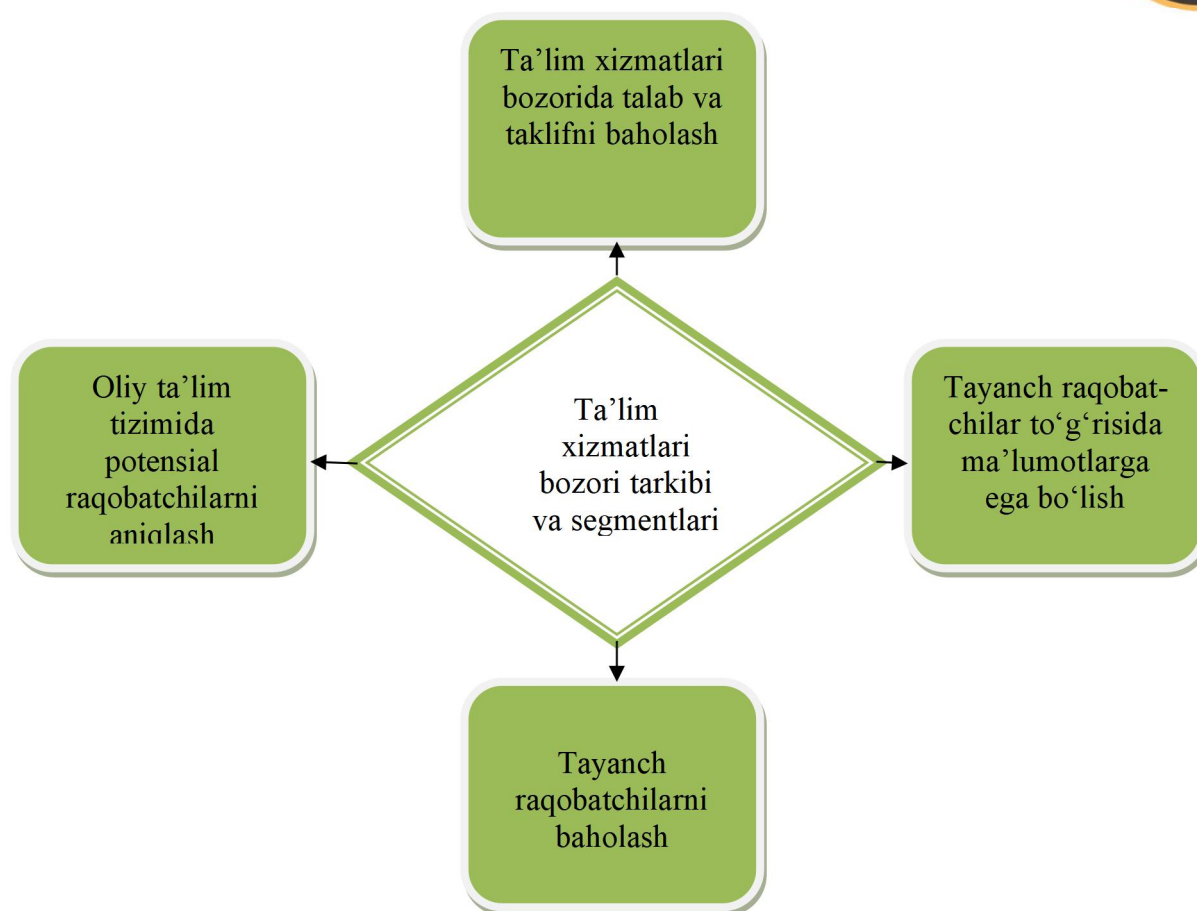 Ta’lim xizmatlari
bozorida talab va
taklifni baholash
Oliy ta’lim
tizimida
potensial
raqobatchilarni
aniqlash
Ta’lim
xizmatlari
bozori tarkibi
va segmentlari
Tayanch raqobat-
chilar to‘g‘risida
ma’lumotlarga
ega bo‘lish
Tayanch
raqobatchilarni
baholash